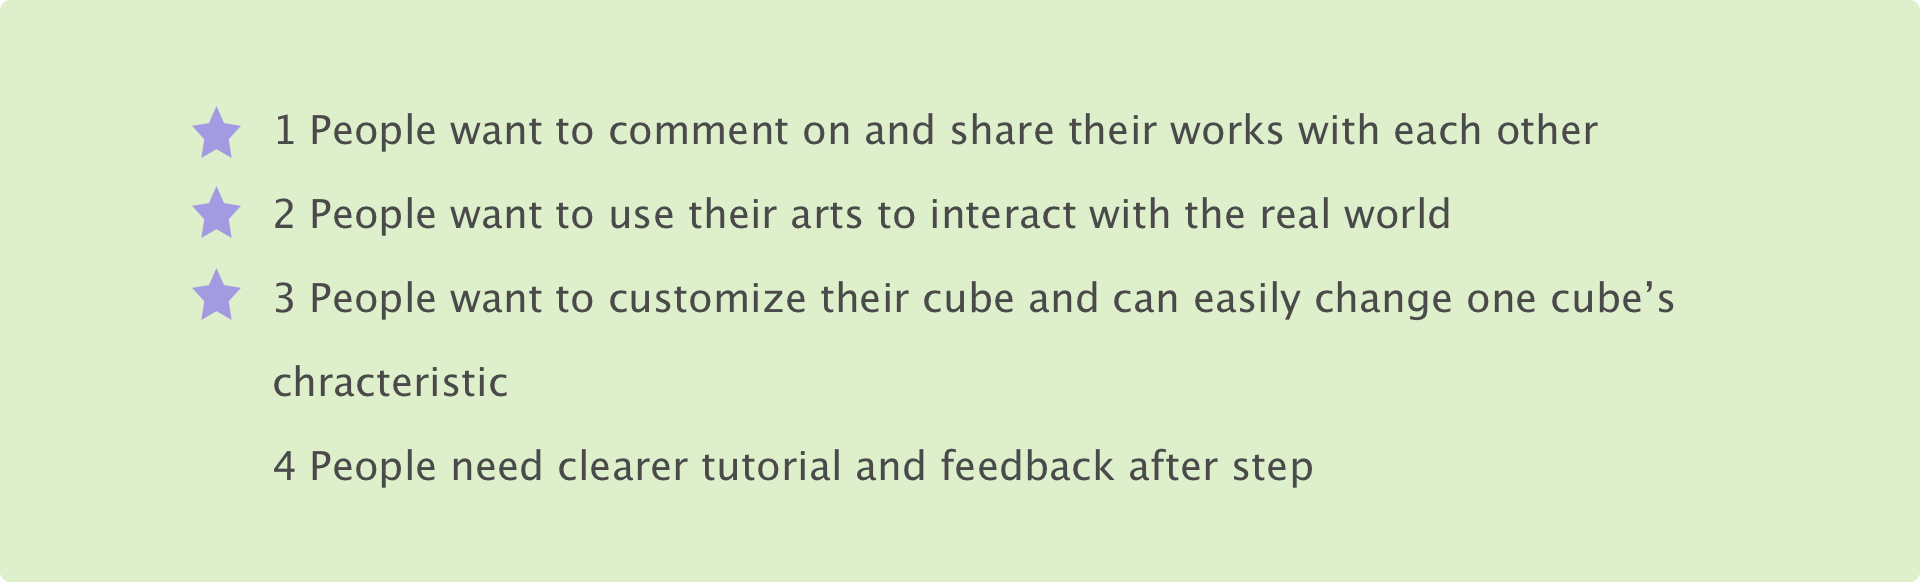 1 People want to comment on and share their works with each other
2 People want to use their arts to interact with the real world
3 People want to customize their cube and can easily change one cube’s
chracteristic
4 People need clearer tutorial and feedback after step